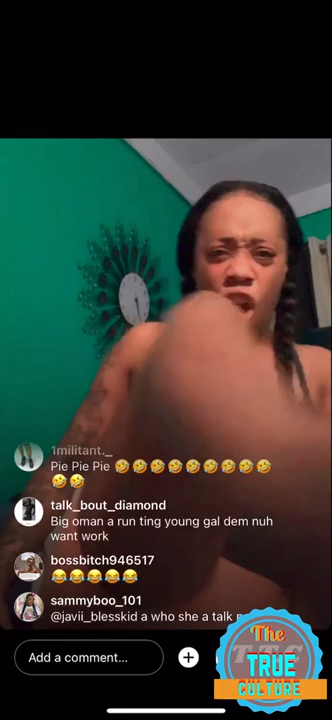 1militant._
Pie Pie Pie 🤣🤣🤣🤣🤣🤣🤣🤣🤣
🤣🤣
talk_bout_diamond
Big oman a run ting young gal dem nuh
want work
bossbitch946517
😂😂😂😂😂
sammyboo_101
@javii_blesskid a who she a talk
Add a comment...
The
TRUE
CULTURE